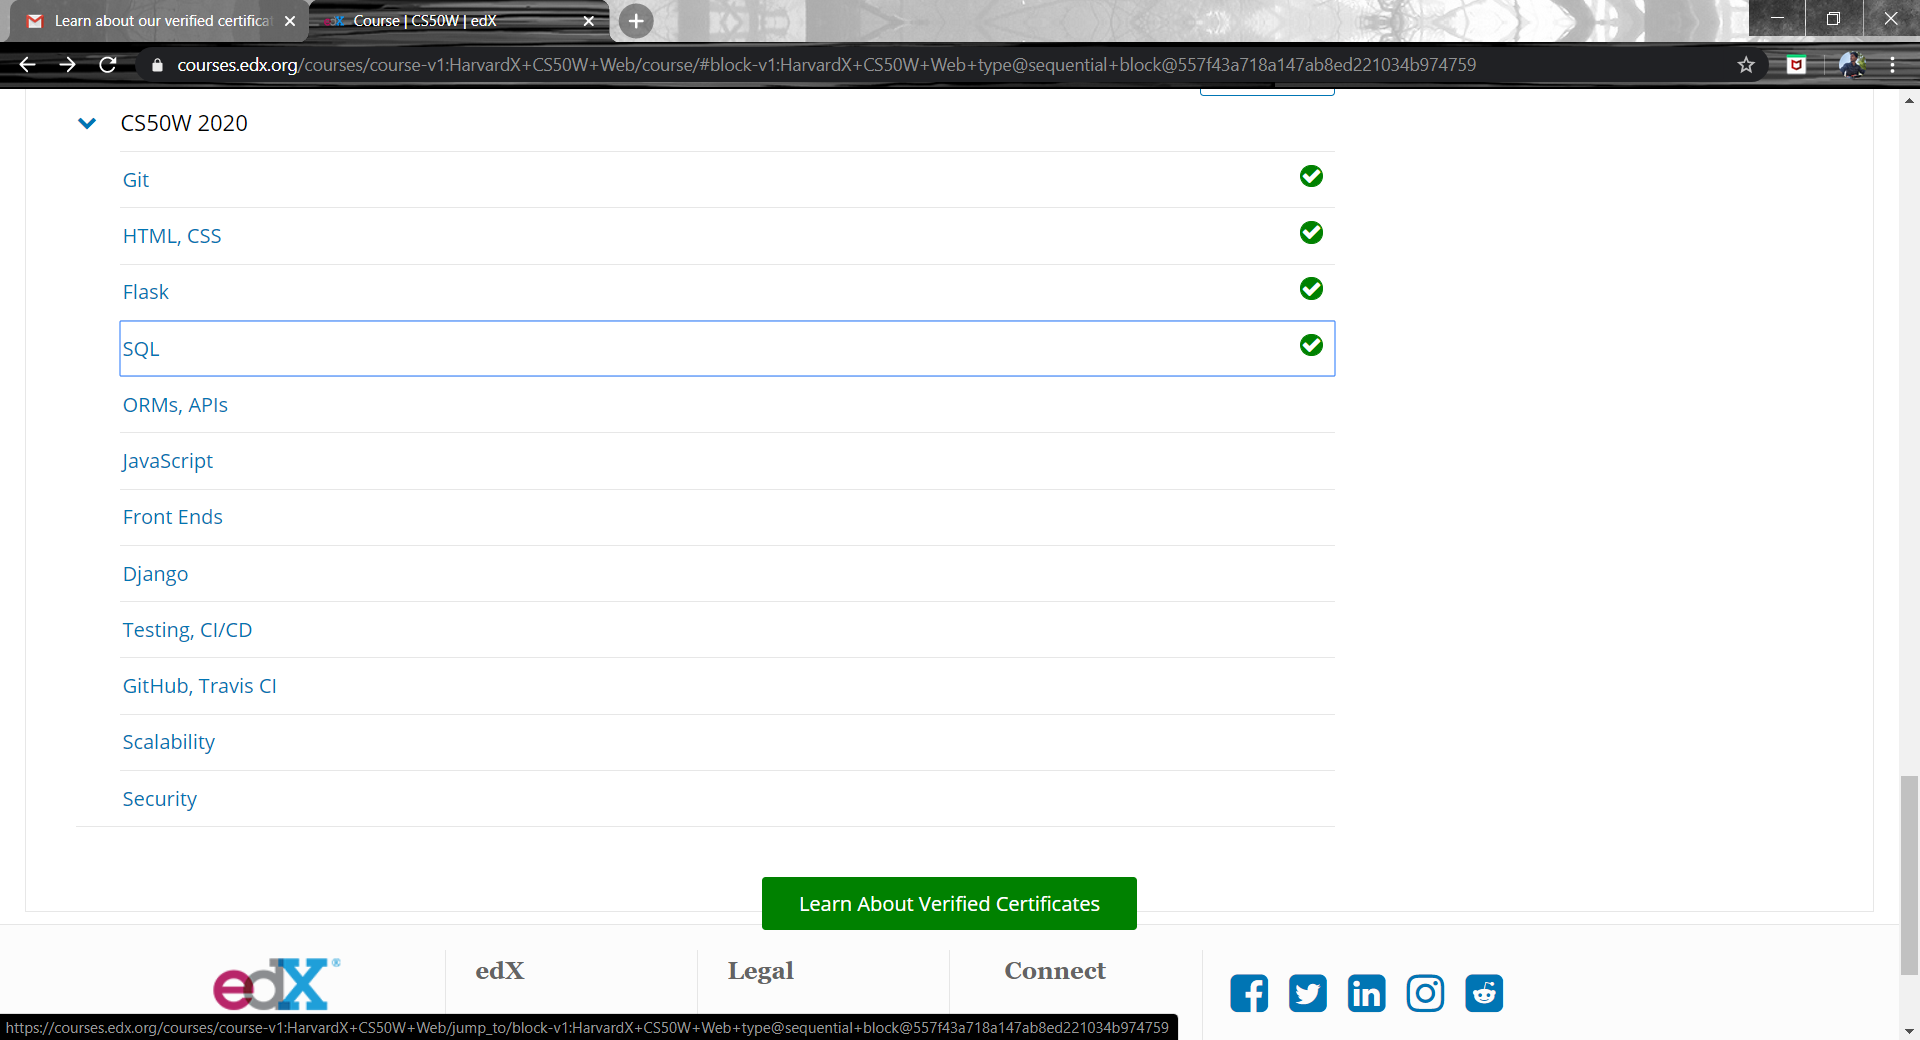 Learn about our verified certifica
Course | CS50W | edX
courses.edx.org/courses/course-v1:HarvardX+CS50W+Web/course/#block-v1:HarvardX+CS50W+Web+type@sequential+block@557f43a718a147ab8ed221034b974759
CS50W 2020
Git
HTML, CSS
Flask
SQL
ORMs, APIs
JavaScript
Front Ends
Django
Testing, CI/CD
GitHub, Travis CI
Scalability
Security
Learn About Verified Certificates
edX®
edX
Legal
Connect
https://courses.edx.org/courses/course-v1:HarvardX+CS50W+Web/jump_to/block-v1:HarvardX+CS50W+Web+type@sequential+block@557f43a718a147ab8ed221034b974759